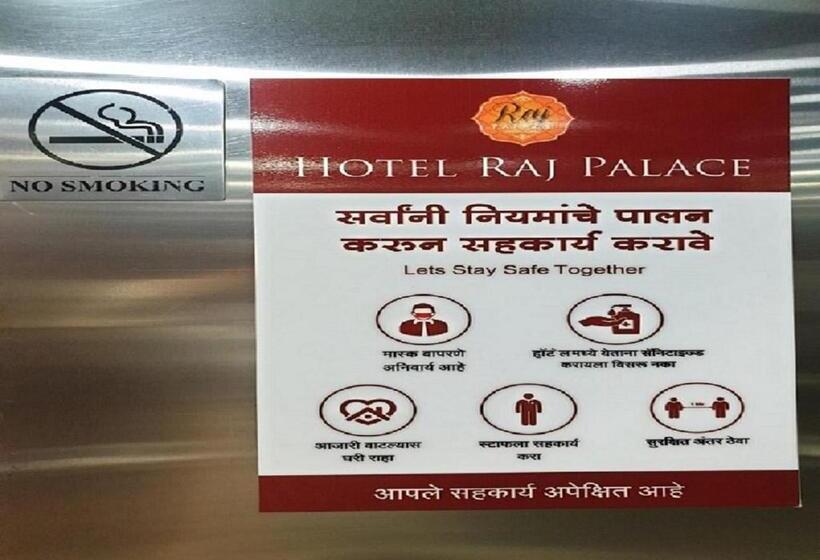 NO SMOKING
Raj
PALACE
HOTEL RAJ PALACE
सर्वांनी नियमांचे पालन
करून सहकार्य करावे
Lets Stay Safe Together
मास्क वापरणे
अनिवार्य आहे
हॉटेलमध्ये येताना सॅनिटाइज्ड
करायला विसरू नका
आजारी वाटल्यास
घरी राहा
स्टाफला सहकार्य
करा
सुरक्षित अंतर ठेवा
आपले सहकार्य अपेक्षित आहे